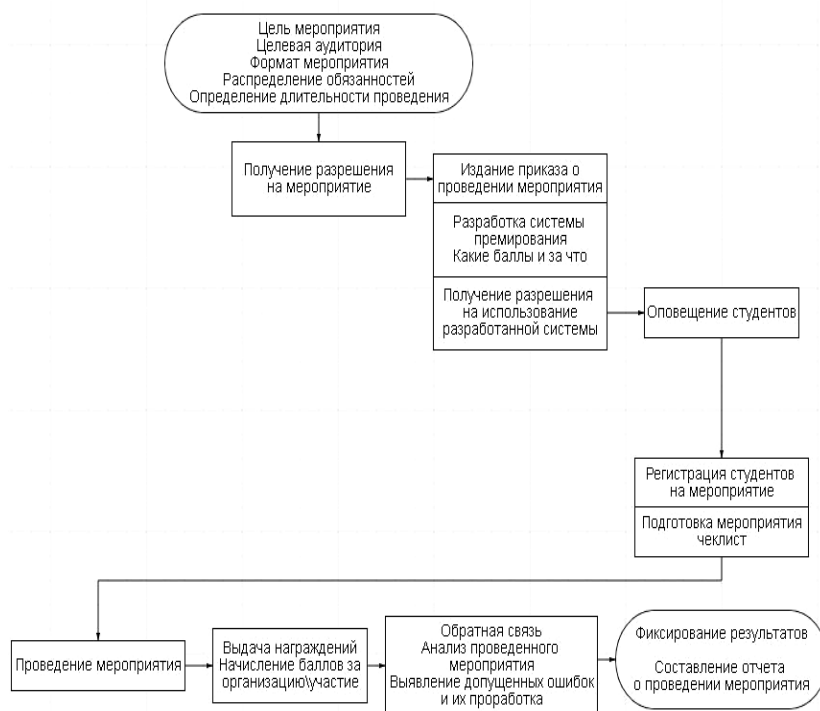 Цель мероприятия
Целевая аудитория
Формат мероприятия
Распределение обязанностей
Определение длительности проведения
Получение разрешения
на мероприятие
Издание приказа о
проведении мероприятия
Разработка системы
премирования
Какие баллы и за что
Получение разрешения
на использование
разработанной системы
Оповещение студентов
Регистрация студентов
на мероприятие
Подготовка мероприятия
чеклист
Проведение мероприятия
Выдача награждений
Начисление баллов за
организацию\участие
Обратная связь
Анализ проведенного
мероприятия
Выявление допущенных ошибок
и их проработка
Фиксирование результатов
Составление отчета
о проведении мероприятия